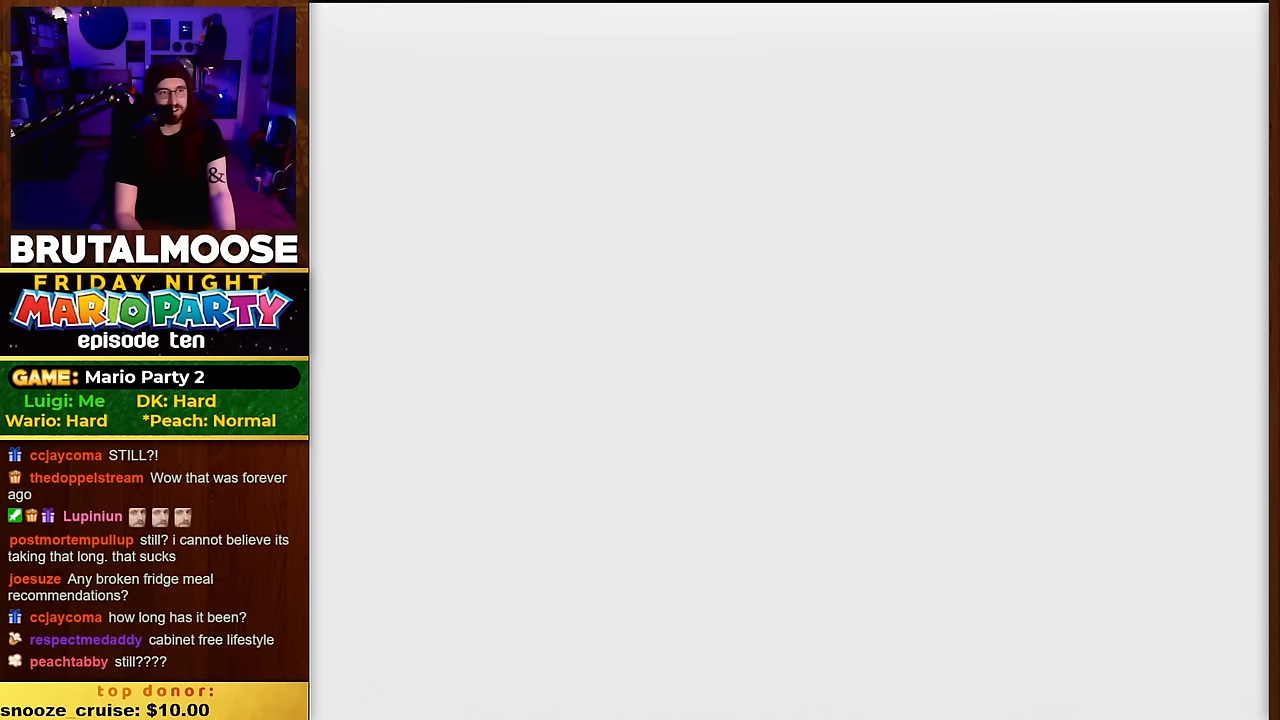 &
BRUTALMOOSE
FRIDAY NIGHT
MARIO PARTY
episode ten
GAME: Mario Party 2
Luigi: Me DK: Hard
Wario: Hard *Peach: Normal
ccjaycoma STILL?!
thedoppelstream Wow that was forever
ago
Lupiniun
postmortempullup still? i cannot believe its
taking that long. that sucks
joesuze Any broken fridge meal
recommendations?
ccjaycoma how long has it been?
respectmedaddy cabinet free lifestyle
peachtabby still????
top donor:
snooze_cruise: $10.00